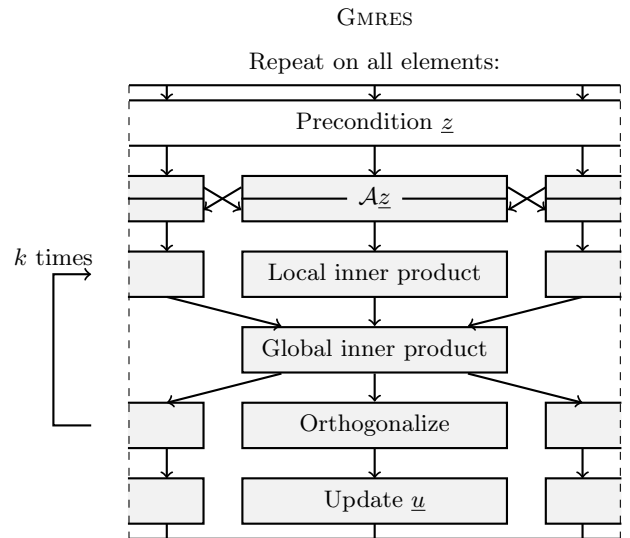 GMRES
Repeat on all elements:
Precondition z
𝒜z
k times
Local inner product
Global inner product
Orthogonalize
Update u